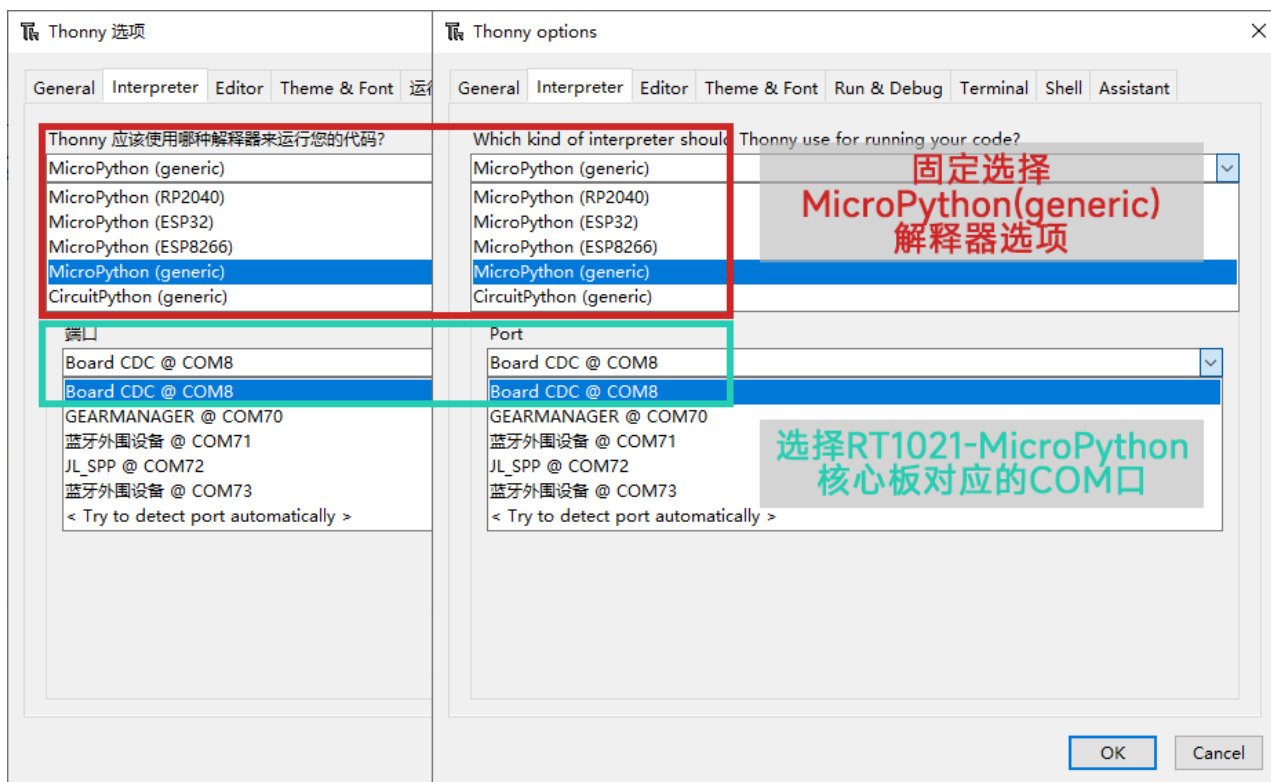 Thonny 选项
General Interpreter Editor Theme & Font 运行
Thonny 应该使用哪种解释器来运行您的代码?
MicroPython (generic)
MicroPython (RP2040)
MicroPython (ESP32)
MicroPython (ESP8266)
MicroPython (generic)
CircuitPython (generic)
端口
Board CDC @ COM8
Board CDC @ COM8
GEARMANAGER @ COM70
蓝牙外围设备 @ COM71
JL_SPP @ COM72
蓝牙外围设备 @ COM73
< Try to detect port automatically >
Thonny options
General Interpreter Editor Theme & Font Run & Debug Terminal Shell Assistant
Which kind of interpreter should Thonny use for running your code?
MicroPython (generic)
MicroPython (RP2040)
MicroPython (ESP32)
MicroPython (ESP8266)
MicroPython (generic)
CircuitPython (generic)
固定选择
MicroPython(generic)
解释器选项
Port
Board CDC @ COM8
Board CDC @ COM8
GEARMANAGER @ COM70
蓝牙外围设备 @ COM71
JL_SPP @ COM72
蓝牙外围设备 @ COM73
< Try to detect port automatically >
选择RT1021-MicroPython
核心板对应的COM口
OK Cancel